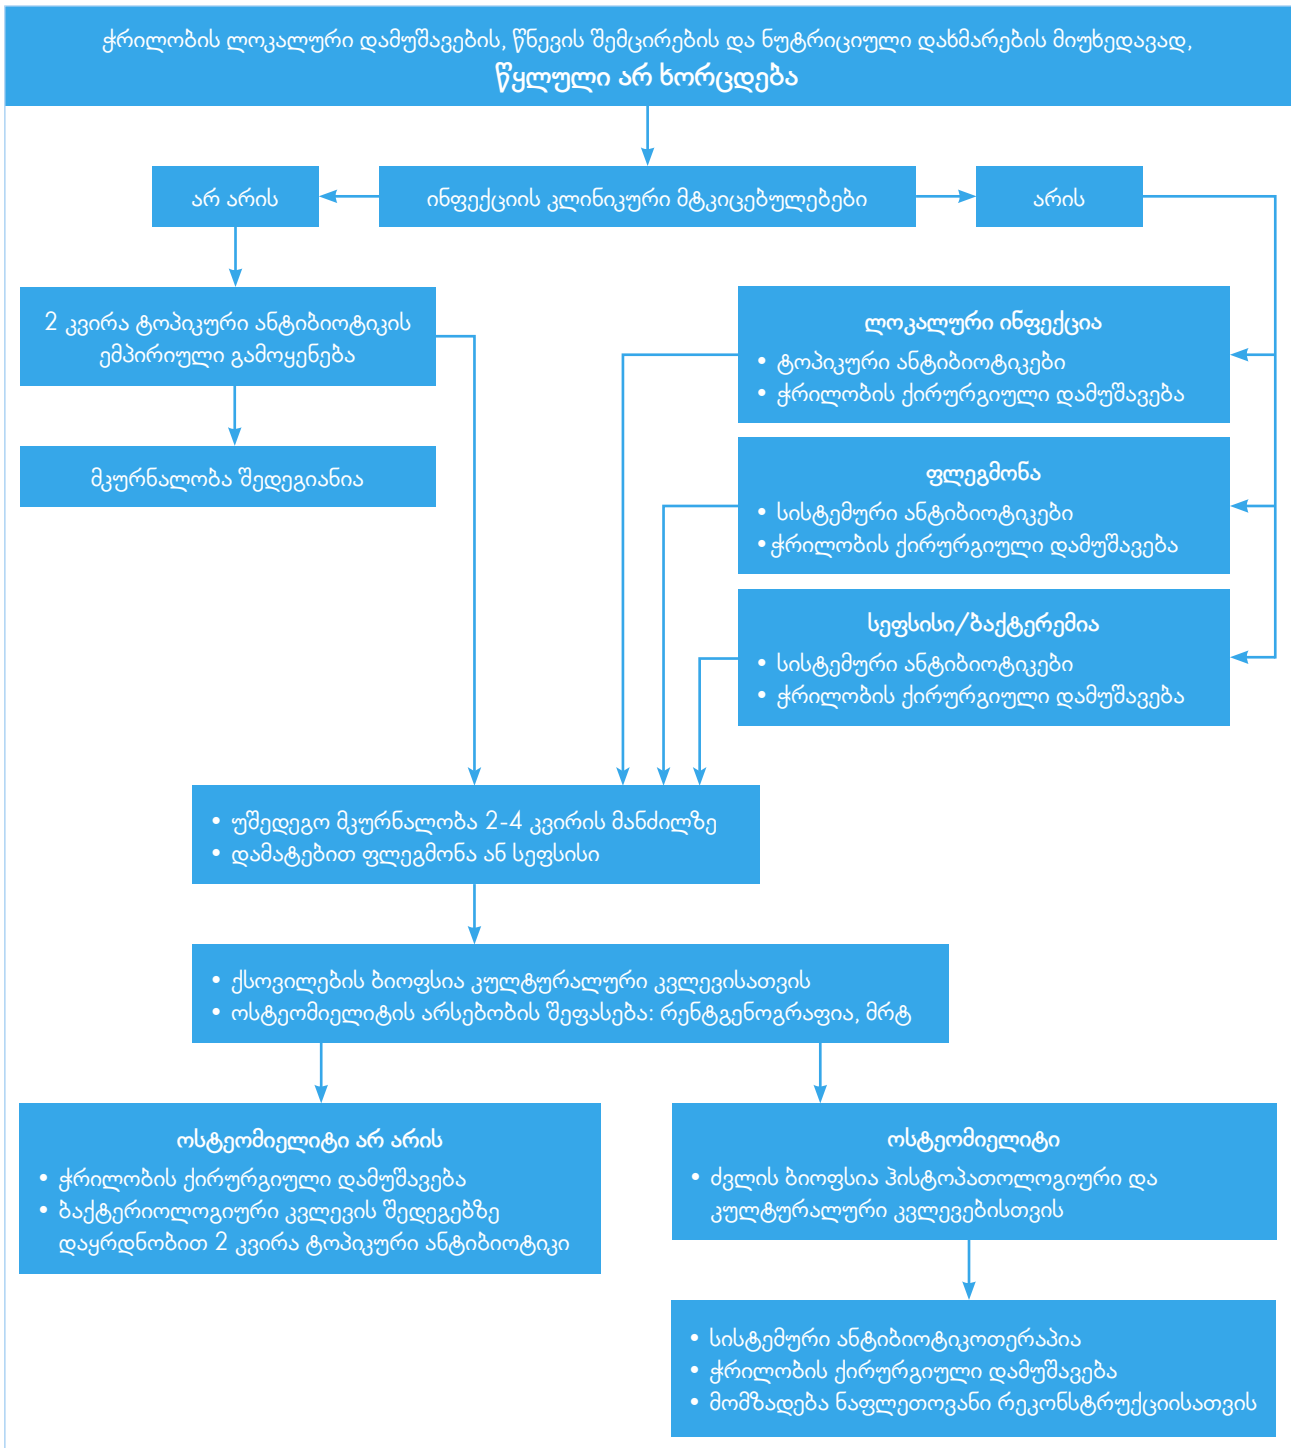 ჭრილობის ლოკალური დამუშავების, წნევის შემცირების და ნუტრიციული დახმარების მიუხედავად,
წყლული არ ხორცდება
არ არის
ინფექციის კლინიკური მტკიცებულებები
არის
2 კვირა ტოპიკური ანტიბიოტიკის
ემპირიული გამოყენება
მკურნალობა შედეგიანია
ლოკალური ინფექცია
• ტოპიკური ანტიბიოტიკები
• ჭრილობის ქირურგიული დამუშავება
ფლეგმონა
• სისტემური ანტიბიოტიკები
• ჭრილობის ქირურგიული დამუშავება
სეფსისი/ბაქტერემია
• სისტემური ანტიბიოტიკები
• ჭრილობის ქირურგიული დამუშავება
• უშედეგო მკურნალობა 2-4 კვირის მანძილზე
• დამატებით ფლეგმონა ან სეფსისი
• ქსოვილების ბიოფსია კულტურალური კვლევისათვის
• ოსტეომიელიტის არსებობის შეფასება: რენტგენოგრაფია, მრტ
ოსტეომიელიტი არ არის
• ჭრილობის ქირურგიული დამუშავება
• ბაქტერიოლოგიური კვლევის შედეგებზე
დაყრდნობით 2 კვირა ტოპიკური ანტიბიოტიკი
ოსტეომიელიტი
• ძვლის ბიოფსია ჰისტოპათოლოგიური და
კულტურალური კვლევებისთვის
• სისტემური ანტიბიოტიკოთერაპია
• ჭრილობის ქირურგიული დამუშავება
• მომზადება ნაფლეთოვანი რეკონსტრუქციისათვის